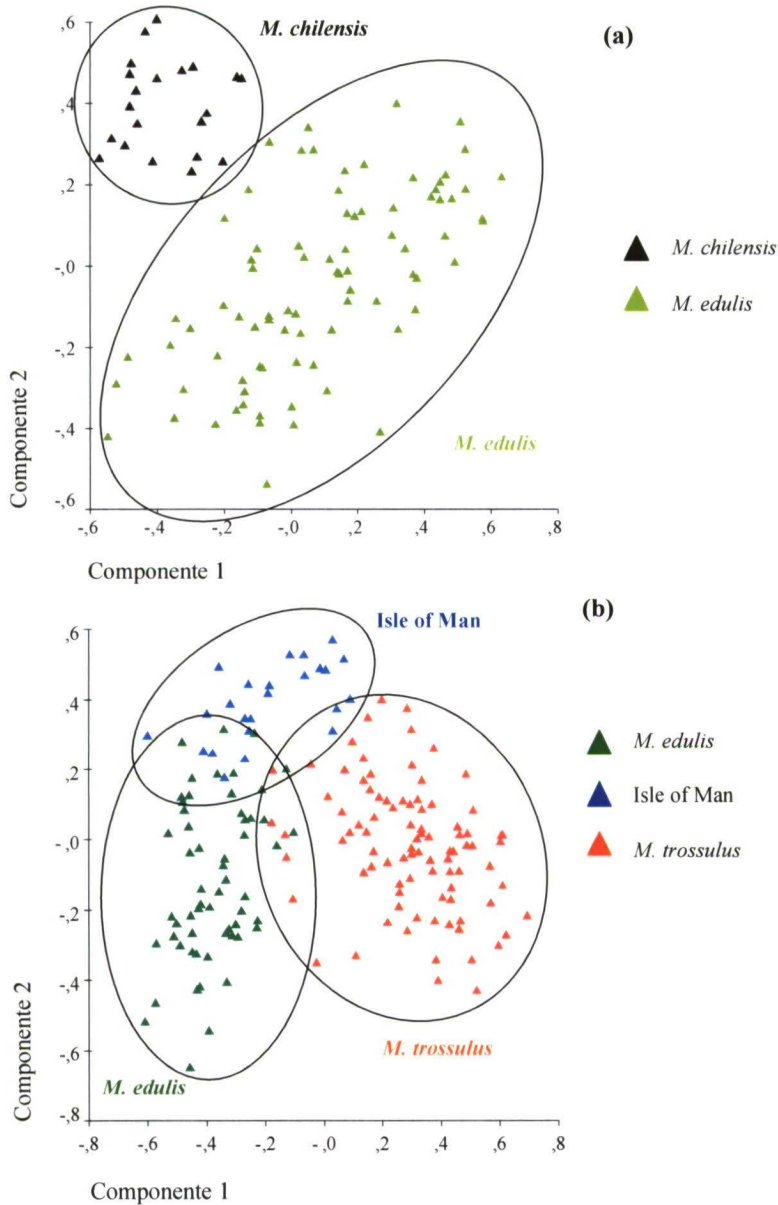 M. chilensis
(a)
,6
,4
,2
-,0
-,2
-,4
-,6
Componente 2
M. chilensis
M. edulis
M. edulis
-,6 -,4 -,2 -,0 ,2 ,4 ,6 ,8
Componente 1
(b)
Isle of Man
,6
,4
,2
-,0
-,2
-,4
-,6
-,8
Componente 2
M. edulis
Isle of Man
M. trossulus
M. trossulus
M. edulis
-,8 -,6 -,4 -,2 -,0 ,2 ,4 ,6 ,8
Componente 1